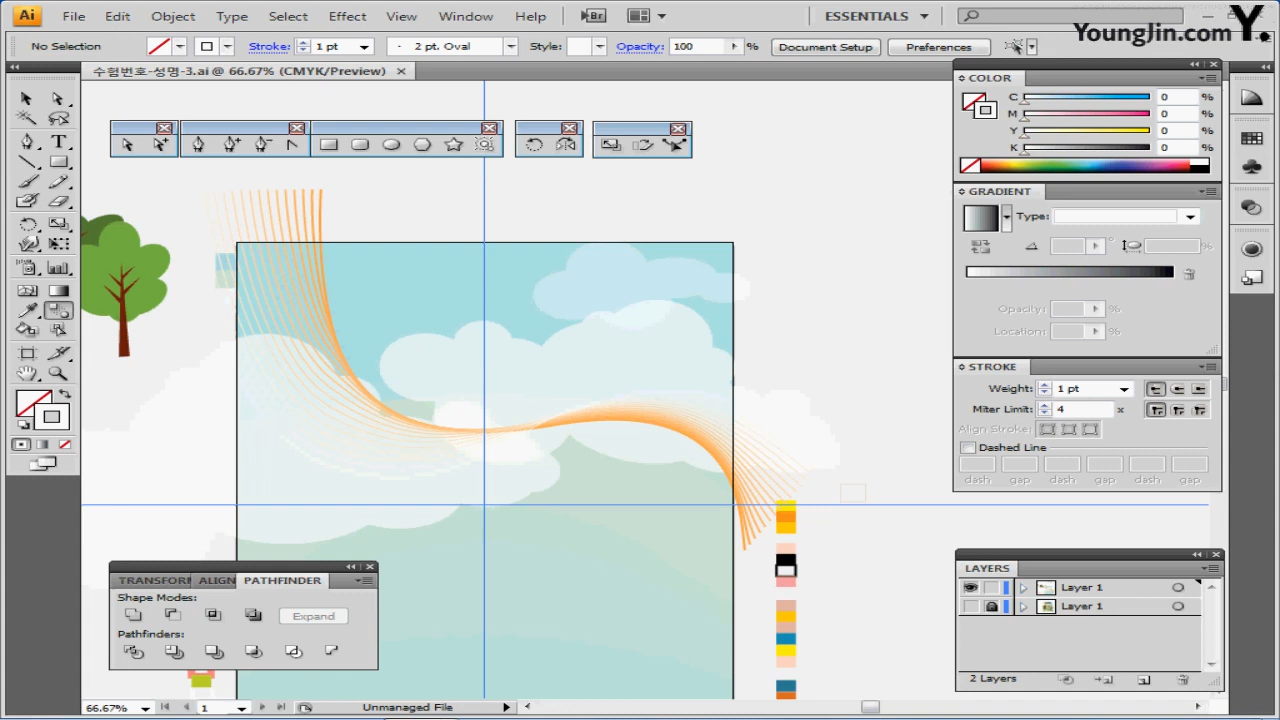 Ai File Edit Object Type Select Effect View Window Help Br ESSENTIALS
YoungJin.com Y.
No Selection Stroke: 1 pt 2 pt. Oval Style: Opacity: 100 % Document Setup Preferences
수험번호-성명-3.ai @ 66.67% (CMYK/Preview)
COLOR
C 0 %
M 0 %
Y 0 %
K 0 %
GRADIENT
Type:
°
%
Opacity: %
Location: %
STROKE
Weight: 1 pt
Miter Limit: 4 x
Align Stroke:
Dashed Line
dash gap dash gap dash gap
TRANSFORM ALIGN PATHFINDER
Shape Modes:
Expand
Pathfinders:
LAYERS
Layer 1
Layer 1
2 Layers
66.67% 1 Unmanaged File